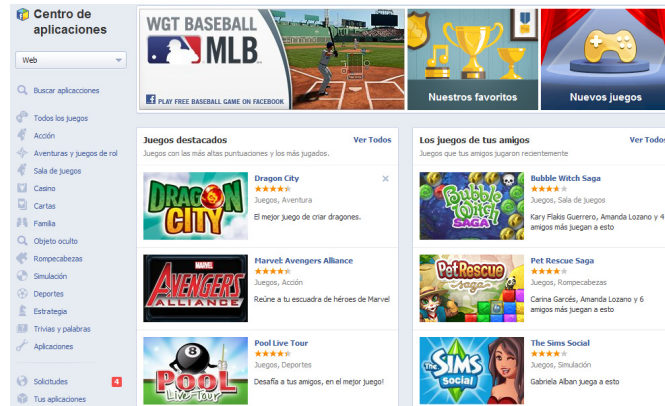 Centro de
aplicaciones
Web
Buscar aplicacciones
Todos los juegos
Acción
Aventuras y juegos de rol
Sala de juegos
Casino
Cartas
Familia
Objeto oculto
Rompecabezas
Simulación
Deportes
Estrategia
Trivias y palabras
Aplicaciones
Solicitudes 4
Tus aplicaciones
WGT BASEBALL
MLB
PLAY FREE BASEBALL GAME ON FACEBOOK
Nuestros favoritos
Nuevos juegos
Juegos destacados Ver Todos
Juegos con las más altas puntuaciones y los más jugados.
DRAGON
CITY
Dragon City
Juegos, Aventura
El mejor juego de criar dragones.
MARVEL
AVENGERS
ALLIANCE
Marvel: Avengers Alliance
Juegos, Acción
Reúne a tu escuadra de héroes de Marvel
8
POOL
Live Tour
Pool Live Tour
Juegos, Deportes
Desafía a tus amigos, en el mejor juego!
Los juegos de tus amigos Ver Todos
Juegos que tus amigos jugaron recientemente
Bubble
Witch
SAGA
Bubble Witch Saga
Juegos, Sala de juegos
Kary Flakis Guerrero, Amanda Lozano y 4
amigos más juegan a esto
Pet Rescue
saga
Pet Rescue Saga
Juegos, Rompecabezas
Carina Garcés, Amanda Lozano y 6
amigos más juegan a esto
The SIMS
Social
The Sims Social
Juegos, Simulación
Gabriela Alban juega a esto